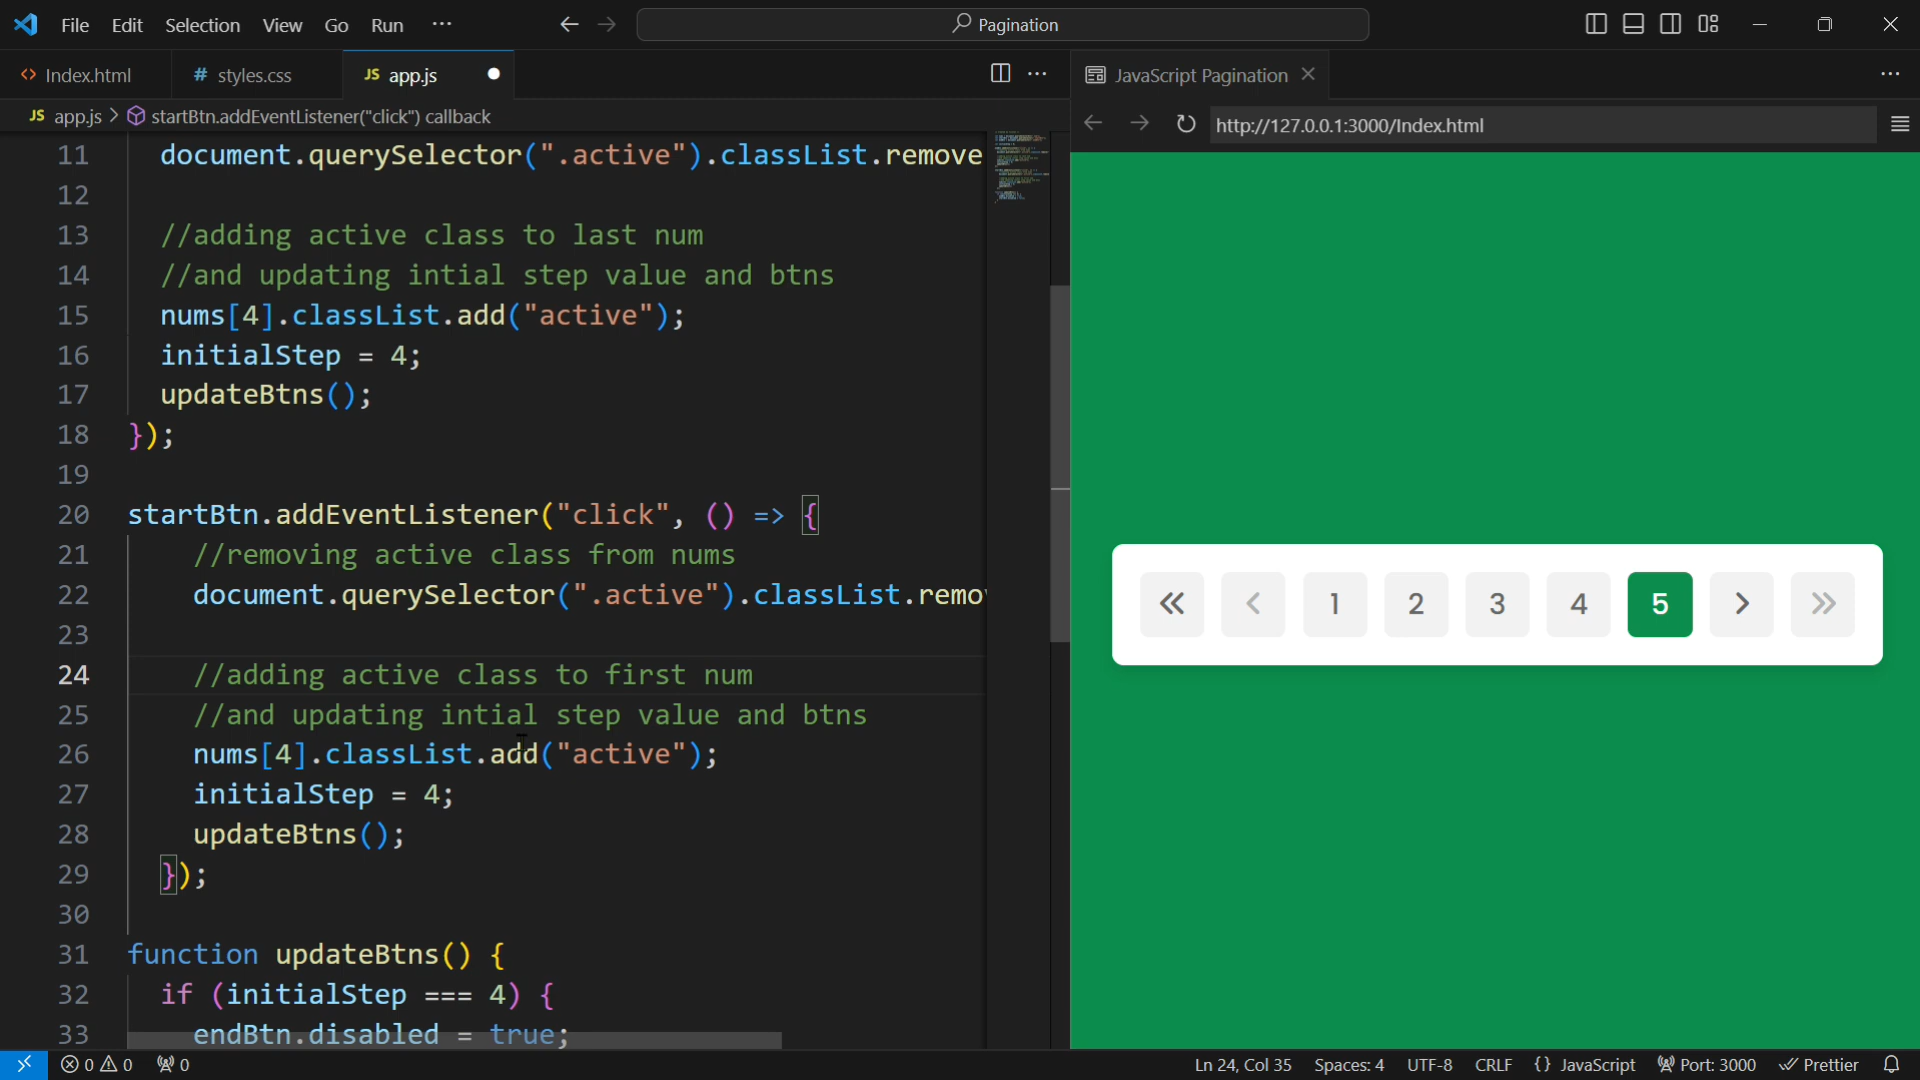 File Edit Selection View Go Run ··· Pagination
Index.html # styles.css JS app.js JavaScript Pagination
JS app.js > startBtn.addEventListener("click") callback
http://127.0.0.1:3000/Index.html
11 document.querySelector(".active").classList.remove
12
13 //adding active class to last num
14 //and updating intial step value and btns
15 nums[4].classList.add("active");
16 initialStep = 4;
17 updateBtns();
18 });
19
20 startBtn.addEventListener("click", () => {
21 //removing active class from nums
22 document.querySelector(".active").classList.remo
23
24 //adding active class to first num
25 //and updating intial step value and btns
26 nums[4].classList.add("active");
27 initialStep = 4;
28 updateBtns();
29 });
30
31 function updateBtns() {
32 if (initialStep === 4) {
33 endBtn.disabled = true;
« < 1 2 3 4 5 > »
0 0 0 Ln 24, Col 35 Spaces: 4 UTF-8 CRLF {} JavaScript Port: 3000 Prettier